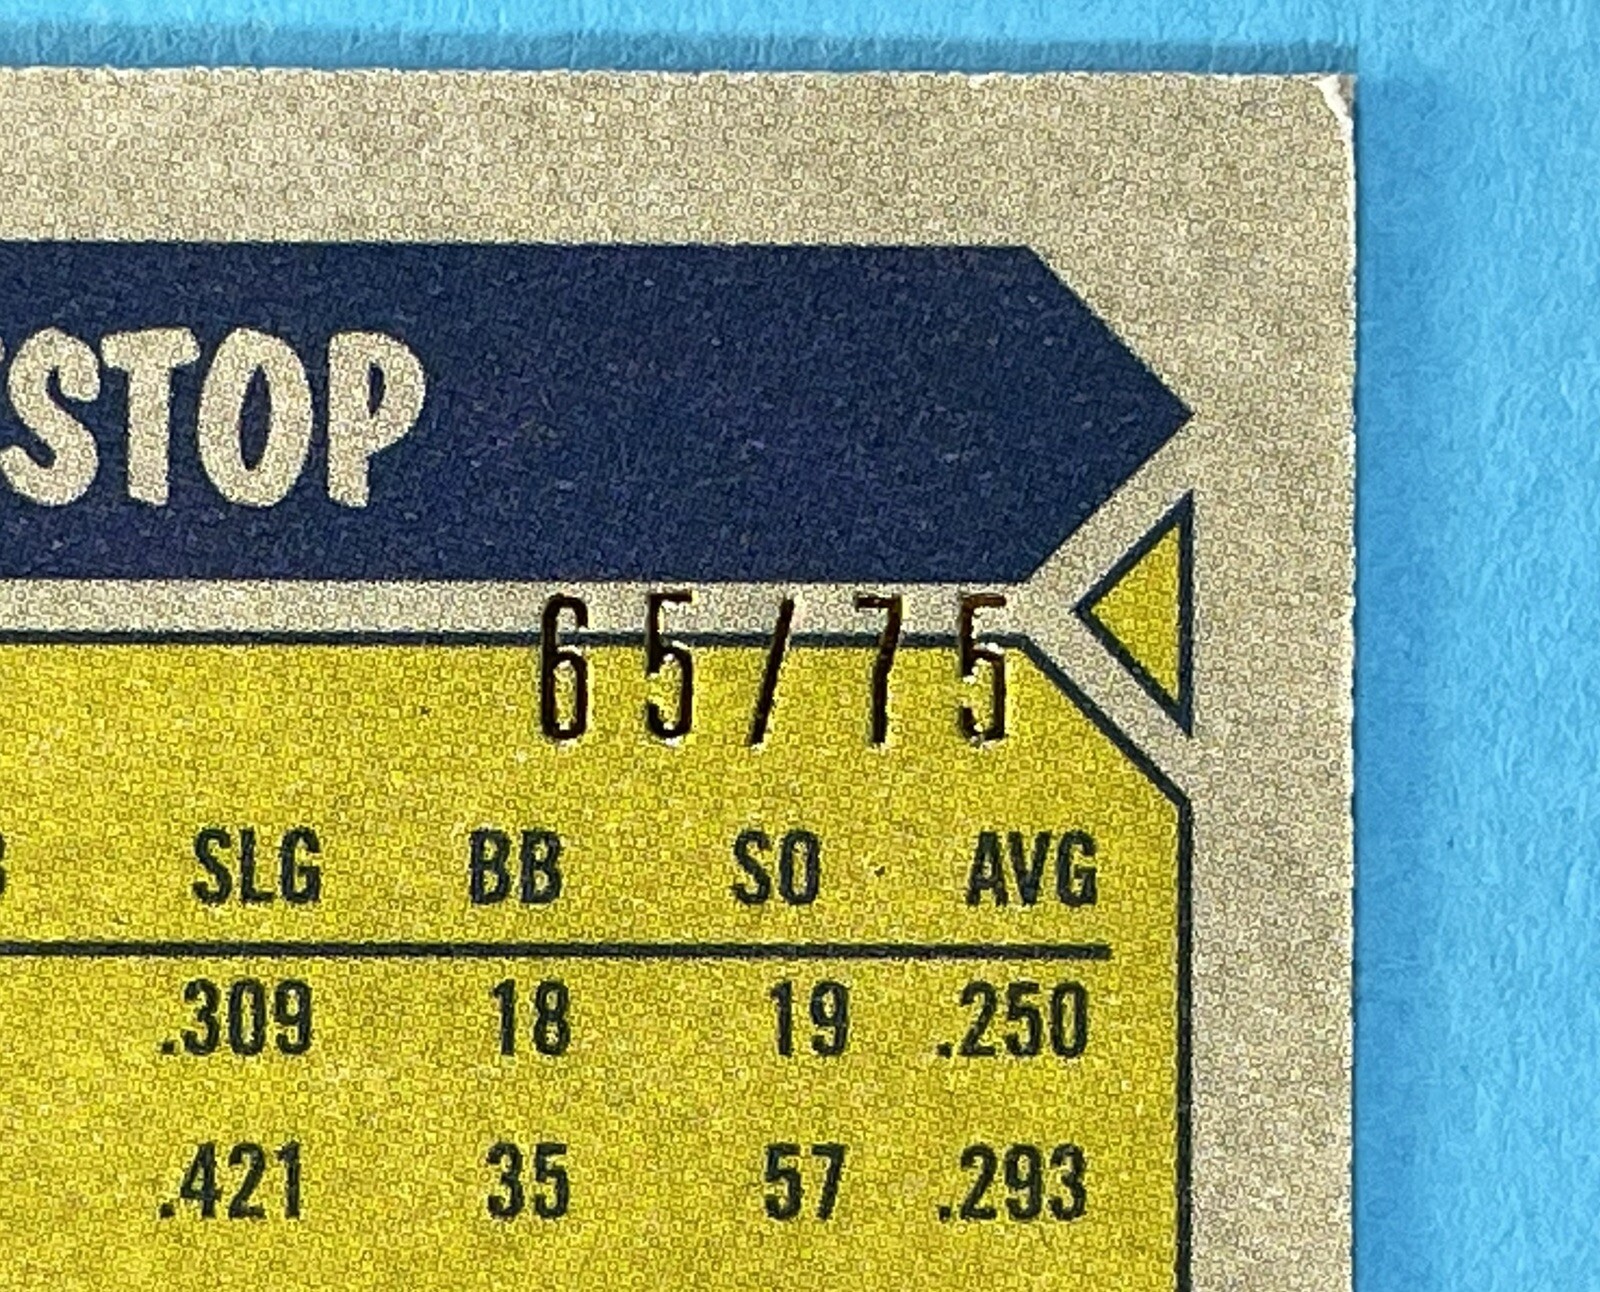 STOP
65/75
SLG BB SO AVG
.309 18 19 .250
.421 35 57 .293